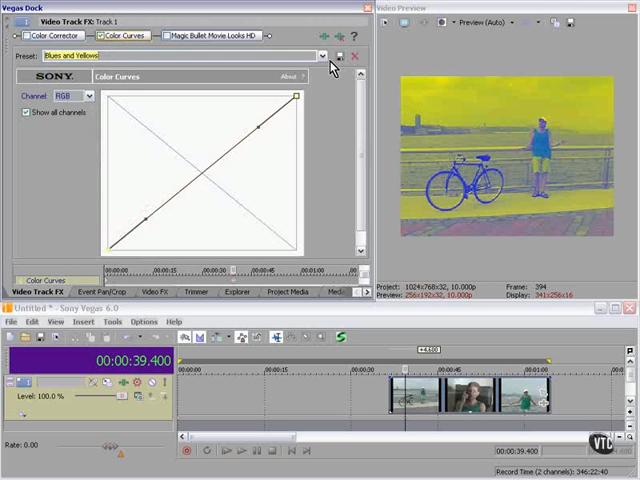 Vegas Dock
Video Preview
Video Track FX: Track 1
Color Corrector
Color Curves
Magic Bullet Movie Looks HD
Preview (Auto)
Preset:
Blues and Yellows
SONY
Color Curves
About
?
Channel:
RGB
Show all channels
00:00:00
00:00:15
00:00:30
00:00:45
00:01:00
Color Curves
Video Track FX
Event Pan/Crop
Video FX
Trimmer
Explorer
Project Media
Project: 1024x768x32, 10.000p
Frame: 394
Preview: 256x192x32, 10.000p
Display: 341x256x16
Untitled * - Sony Vegas 6.0
File
Edit
View
Insert
Tools
Options
Help
00:00:39.400
+4.600
00:00:00
00:00:15
00:00:30
00:00:45
00:01:00
00:01:15
Level: 100.0 %
Rate: 0.00
00:00:39.400
VTC
Record Time (2 channels): 346:22:40